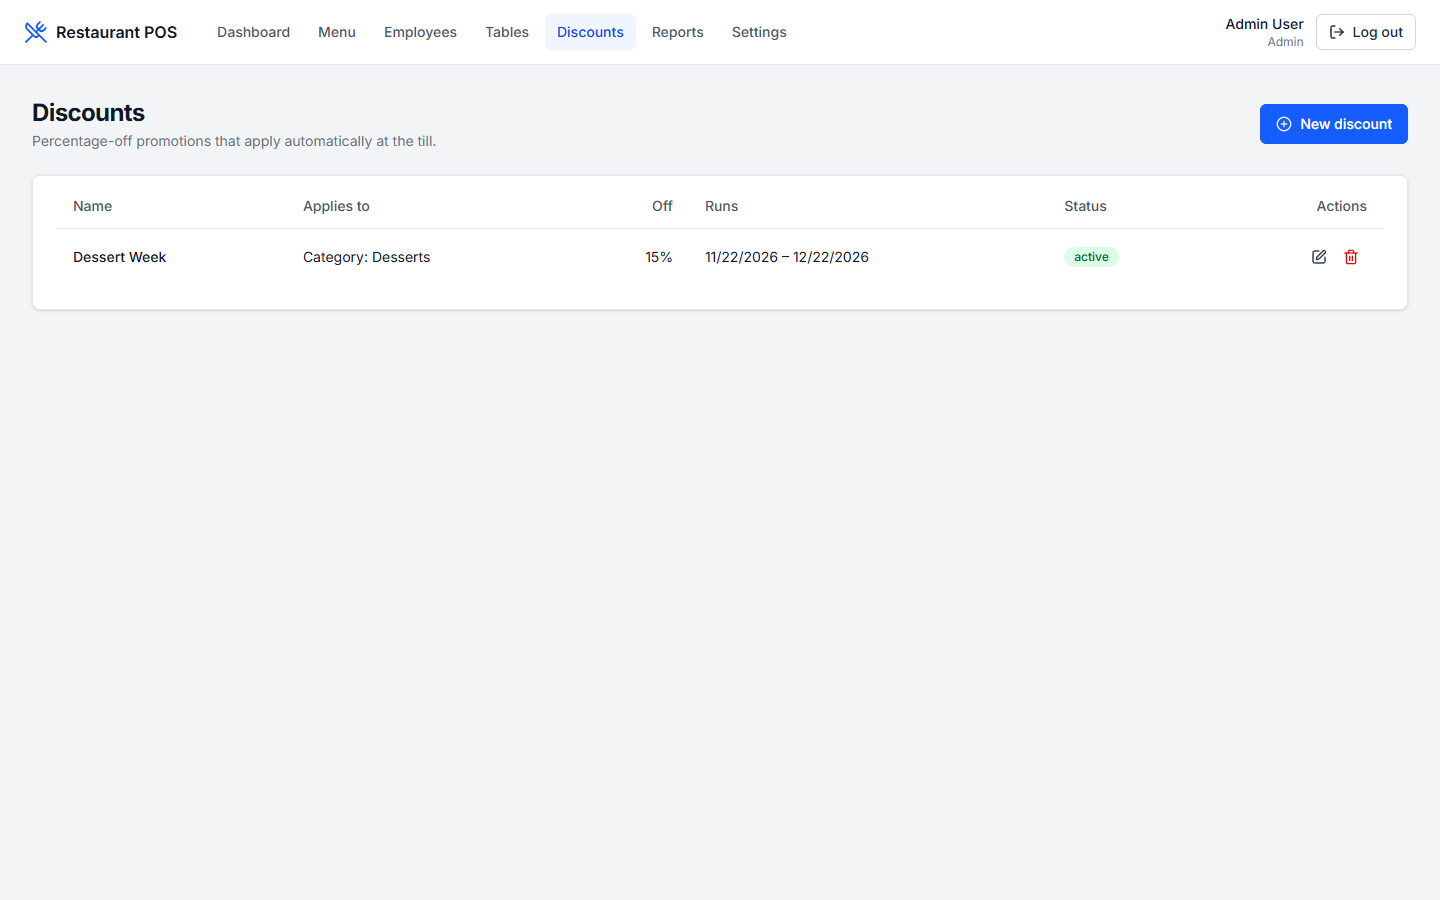 Restaurant POS
Dashboard
Menu
Employees
Tables
Discounts
Reports
Settings
Admin User
Admin
Log out
Discounts
Percentage-off promotions that apply automatically at the till.
New discount
Name Applies to Off Runs Status Actions
Dessert Week Category: Desserts 15% 11/22/2026 – 12/22/2026 active